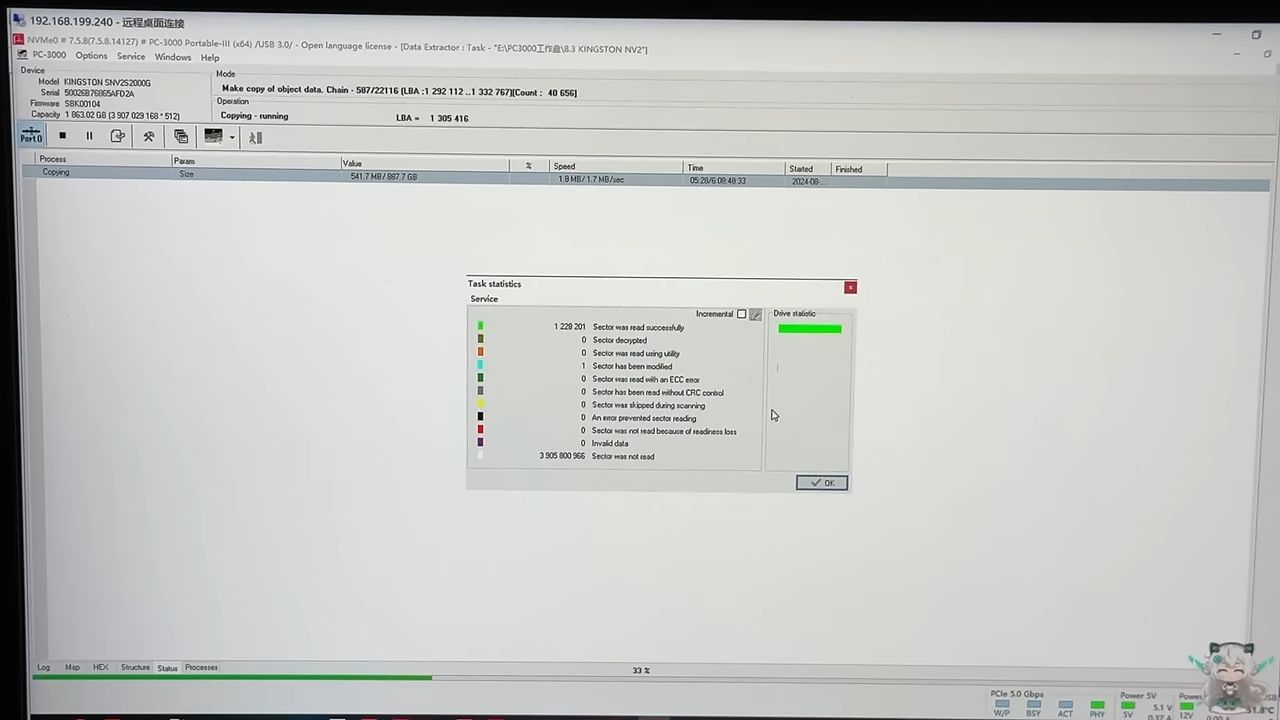 192.168.199.240 - 远程桌面连接
NVMe0 # 7.5.8(7.5.8.14127) # PC-3000 Portable-III (x64) /USB 3.0/ - Open language license - [Data Extractor : Task - "E:\PC3000工作盘\8.3 KINGSTON NV2"]
PC-3000 Options Service Windows Help
Device
Model KINGSTON SNV2S2000G
Serial 50026B76865AFD2A
Firmware SBK00104
Capacity 1 863.02 GB (3 907 029 168 * 512)
Mode
Make copy of object data. Chain - 587/22116 [LBA :1 292 112 ..1 332 767][Count : 40 656]
Operation
Copying - running LBA = 1 305 416
Port0
Process Param Value % Speed Time Started Finished
Copying Size 541.7 MB/ 887.7 GB 1.8 MB/ 1.7 MB/sec 05:28/6:08:48:33 2024-08-...
Task statistics
Service
Incremental
Drive statistic
1 228 201 Sector was read successfully
0 Sector decrypted
0 Sector was read using utility
1 Sector has been modified
0 Sector was read with an ECC error
0 Sector has been read without CRC control
0 Sector was skipped during scanning
0 An error prevented sector reading
0 Sector was not read because of readiness loss
0 Invalid data
3 905 800 966 Sector was not read
OK
Log Map HEX Structure Status Processes
33 %
PCIe 5.0 Gbps
W/P BSY ACT PHY
Power 5V
5V 5.1 V
12V